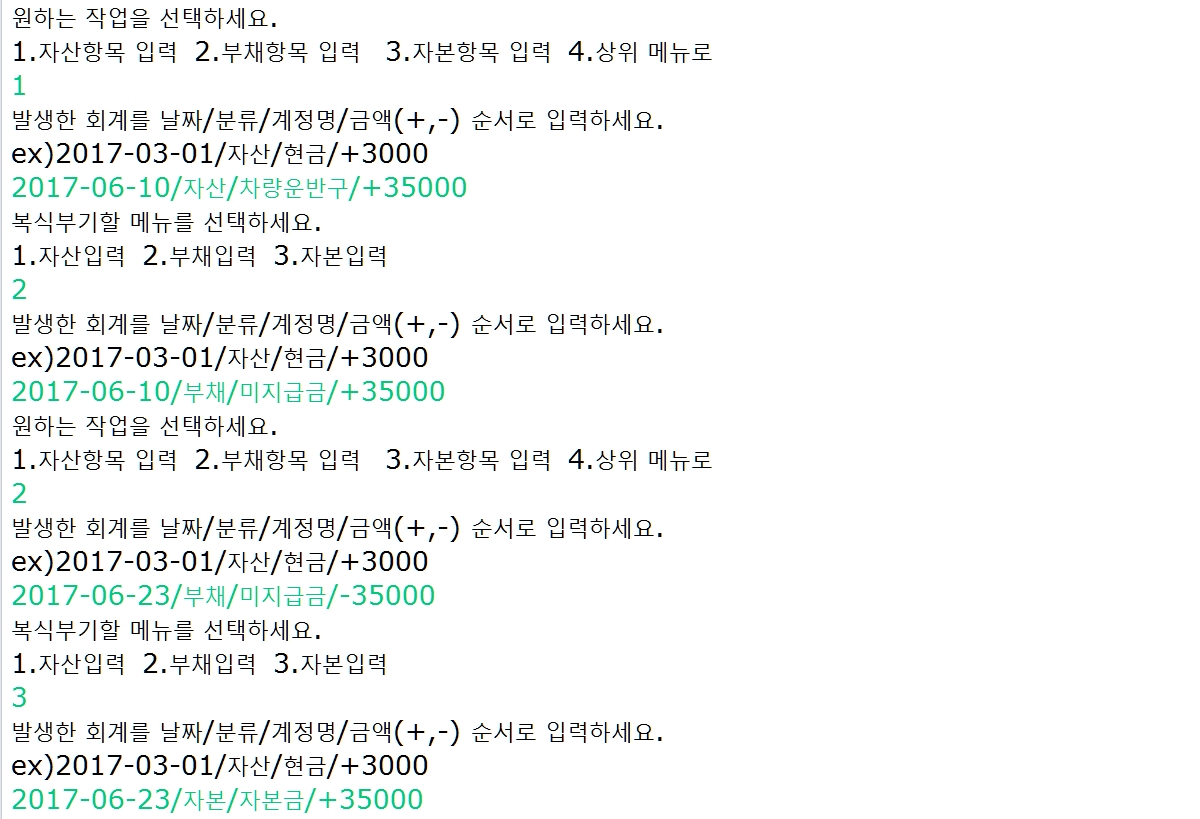 원하는 작업을 선택하세요.
1.자산항목 입력  2.부채항목 입력   3.자본항목 입력  4.상위 메뉴로
1
발생한 회계를 날짜/분류/계정명/금액(+,-) 순서로 입력하세요.
ex)2017-03-01/자산/현금/+3000
2017-06-10/자산/차량운반구/+35000
복식부기할 메뉴를 선택하세요.
1.자산입력  2.부채입력  3.자본입력
2
발생한 회계를 날짜/분류/계정명/금액(+,-) 순서로 입력하세요.
ex)2017-03-01/자산/현금/+3000
2017-06-10/부채/미지급금/+35000
원하는 작업을 선택하세요.
1.자산항목 입력  2.부채항목 입력   3.자본항목 입력  4.상위 메뉴로
2
발생한 회계를 날짜/분류/계정명/금액(+,-) 순서로 입력하세요.
ex)2017-03-01/자산/현금/+3000
2017-06-23/부채/미지급금/-35000
복식부기할 메뉴를 선택하세요.
1.자산입력  2.부채입력  3.자본입력
3
발생한 회계를 날짜/분류/계정명/금액(+,-) 순서로 입력하세요.
ex)2017-03-01/자산/현금/+3000
2017-06-23/자본/자본금/+35000